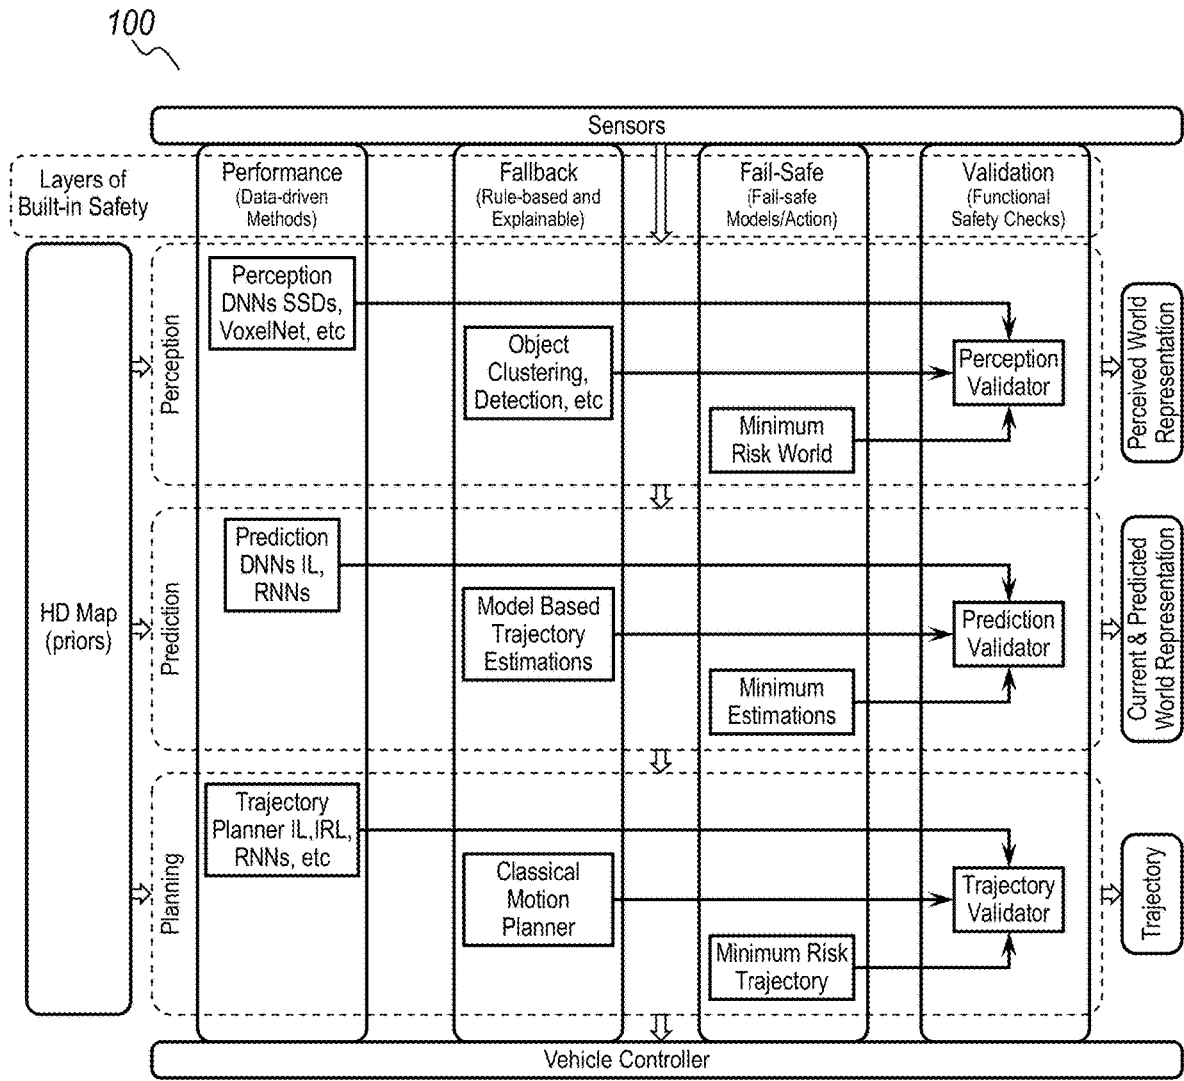 100
Sensors
Layers of
Built-in Safety
Performance
(Data-driven
Methods)
Fallback
(Rule-based and
Explainable)
Fail-Safe
(Fail-safe
Models/Action)
Validation
(Functional
Safety Checks)
HD Map
(priors)
Perception
Perception
DNNs SSDs,
VoxelNet, etc
Object
Clustering,
Detection, etc
Minimum
Risk World
Perception
Validator
Perceived World
Representation
Prediction
Prediction
DNNs IL,
RNNs
Model Based
Trajectory
Estimations
Minimum
Estimations
Prediction
Validator
Current & Predicted
World Representation
Planning
Trajectory
Planner IL,IRL,
RNNs, etc
Classical
Motion
Planner
Minimum Risk
Trajectory
Trajectory
Validator
Trajectory
Vehicle Controller